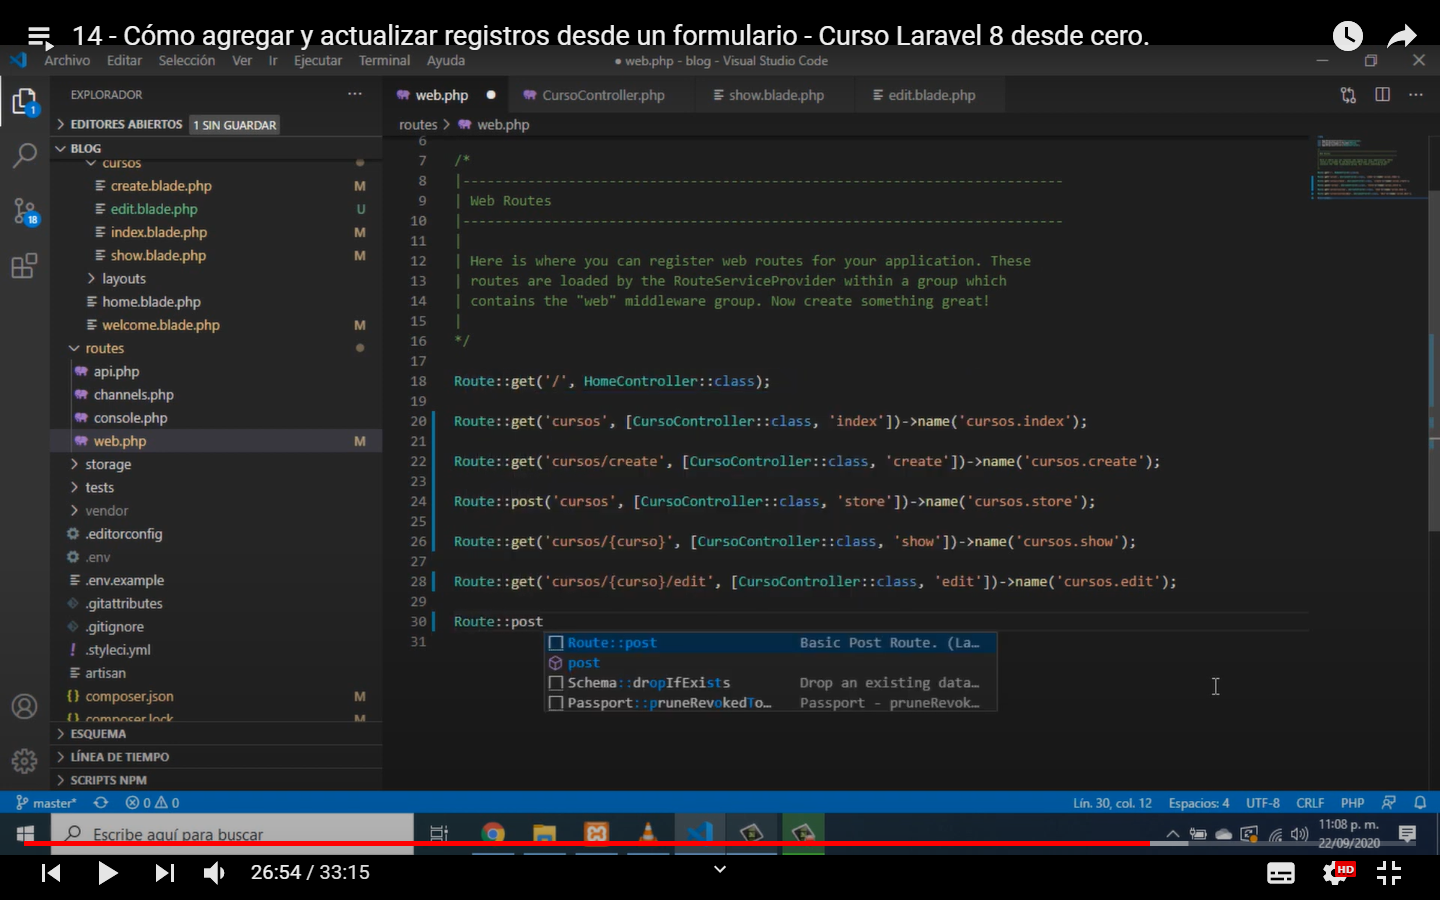 14 - Cómo agregar y actualizar registros desde un formulario - Curso Laravel 8 desde cero.
Archivo Editar Selección Ver Ir Ejecutar Terminal Ayuda
● web.php - blog - Visual Studio Code
EXPLORADOR
EDITORES ABIERTOS 1 SIN GUARDAR
BLOG
cursos
create.blade.php M
edit.blade.php U
index.blade.php M
show.blade.php M
layouts
home.blade.php
welcome.blade.php M
routes
api.php
channels.php
console.php
web.php M
storage
tests
vendor
.editorconfig
.env
.env.example
.gitattributes
.gitignore
.styleci.yml
artisan
composer.json M
composer.lock M
ESQUEMA
LÍNEA DE TIEMPO
SCRIPTS NPM
1
18
web.php ● CursoController.php show.blade.php edit.blade.php
routes > web.php
6
7 /*
8 |--------------------------------------------------------------------------
9 | Web Routes
10 |--------------------------------------------------------------------------
11 |
12 | Here is where you can register web routes for your application. These
13 | routes are loaded by the RouteServiceProvider within a group which
14 | contains the "web" middleware group. Now create something great!
15 |
16 */
17
18 Route::get('/', HomeController::class);
19
20 Route::get('cursos', [CursoController::class, 'index'])->name('cursos.index');
21
22 Route::get('cursos/create', [CursoController::class, 'create'])->name('cursos.create');
23
24 Route::post('cursos', [CursoController::class, 'store'])->name('cursos.store');
25
26 Route::get('cursos/{curso}', [CursoController::class, 'show'])->name('cursos.show');
27
28 Route::get('cursos/{curso}/edit', [CursoController::class, 'edit'])->name('cursos.edit');
29
30 Route::post
31
Route::post Basic Post Route. (La…
post
Schema::dropIfExists Drop an existing data…
Passport::pruneRevokedTo… Passport - pruneRevok…
master* 0 0
Lín. 30, col. 12 Espacios: 4 UTF-8 CRLF PHP
Escribe aquí para buscar
11:08 p. m.
22/09/2020
26:54 / 33:15
HD